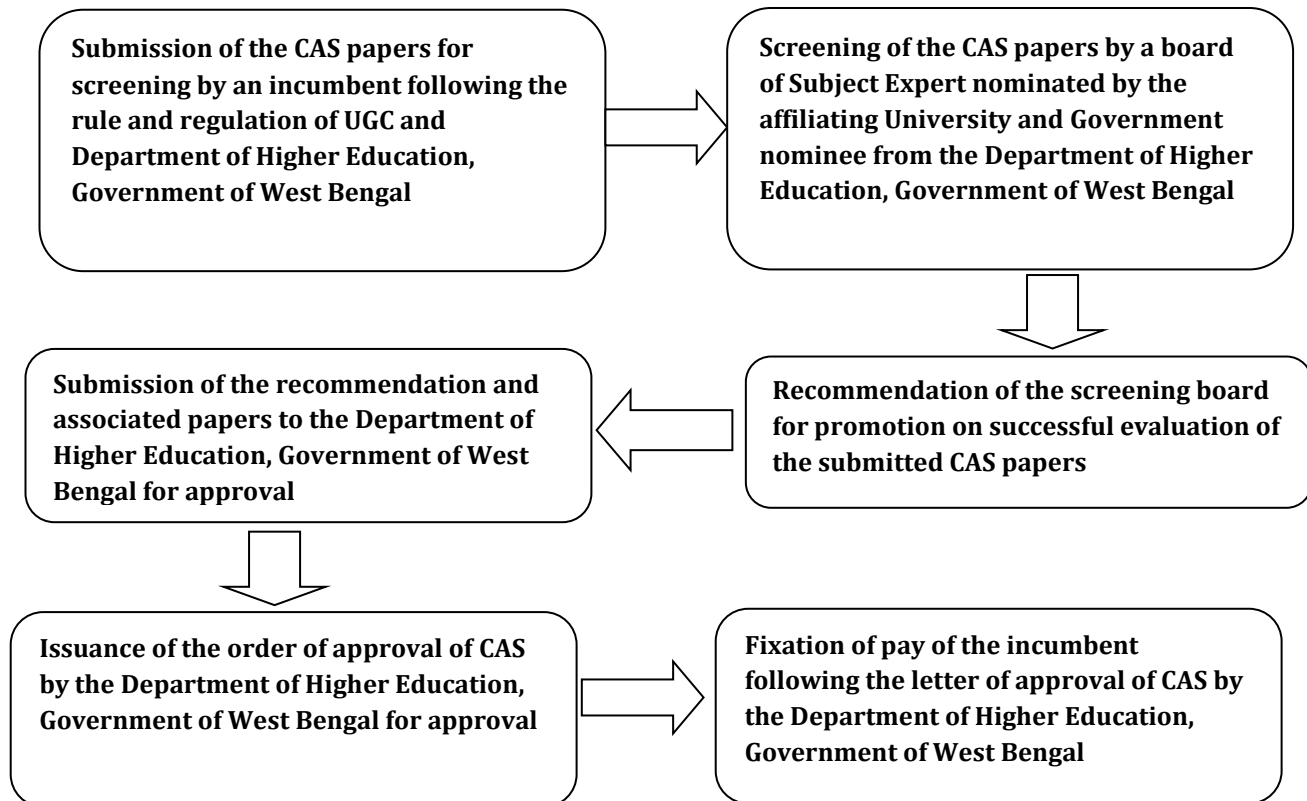 Submission of the CAS papers for
screening by an incumbent following the
rule and regulation of UGC and
Department of Higher Education,
Government of West Bengal
Screening of the CAS papers by a board
of Subject Expert nominated by the
affiliating University and Government
nominee from the Department of Higher
Education, Government of West Bengal
Recommendation of the screening board
for promotion on successful evaluation of
the submitted CAS papers
Submission of the recommendation and
associated papers to the Department of
Higher Education, Government of West
Bengal for approval
Issuance of the order of approval of CAS
by the Department of Higher Education,
Government of West Bengal for approval
Fixation of pay of the incumbent
following the letter of approval of CAS by
the Department of Higher Education,
Government of West Bengal